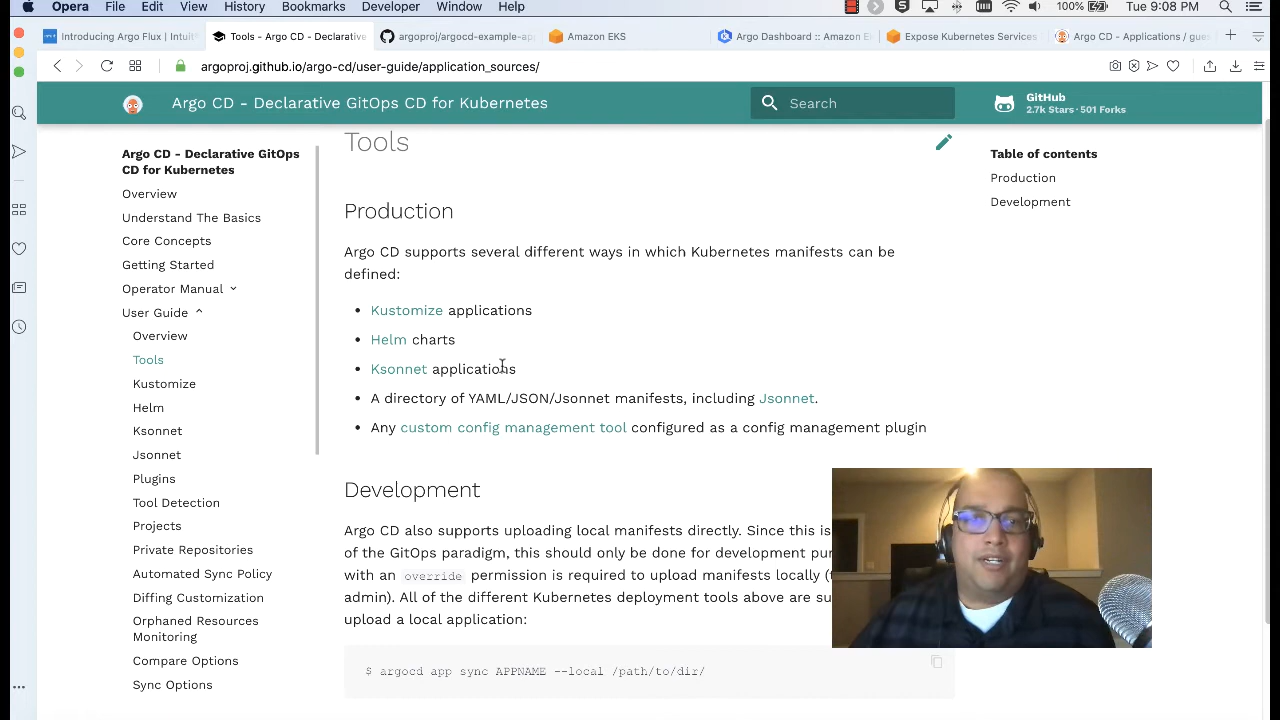 Opera File Edit View History Bookmarks Developer Window Help 100% Tue 9:08 PM
Introducing Argo Flux | Intuit Tools - Argo CD - Declarative argoproj/argocd-example-ap Amazon EKS Argo Dashboard :: Amazon E Expose Kubernetes Services Argo CD - Applications / gues
argoproj.github.io/argo-cd/user-guide/application_sources/
Argo CD - Declarative GitOps CD for Kubernetes
Search
GitHub
2.7k Stars · 501 Forks
Argo CD - Declarative GitOps
CD for Kubernetes
Overview
Understand The Basics
Core Concepts
Getting Started
Operator Manual
User Guide
Overview
Tools
Kustomize
Helm
Ksonnet
Jsonnet
Plugins
Tool Detection
Projects
Private Repositories
Automated Sync Policy
Diffing Customization
Orphaned Resources
Monitoring
Compare Options
Sync Options
Tools
Production
Argo CD supports several different ways in which Kubernetes manifests can be
defined:
• Kustomize applications
• Helm charts
• Ksonnet applications
• A directory of YAML/JSON/Jsonnet manifests, including Jsonnet.
• Any custom config management tool configured as a config management plugin
Development
Argo CD also supports uploading local manifests directly. Since this is
of the GitOps paradigm, this should only be done for development pur
with an override permission is required to upload manifests locally (
admin). All of the different Kubernetes deployment tools above are su
upload a local application:
$ argocd app sync APPNAME --local /path/to/dir/
Table of contents
Production
Development